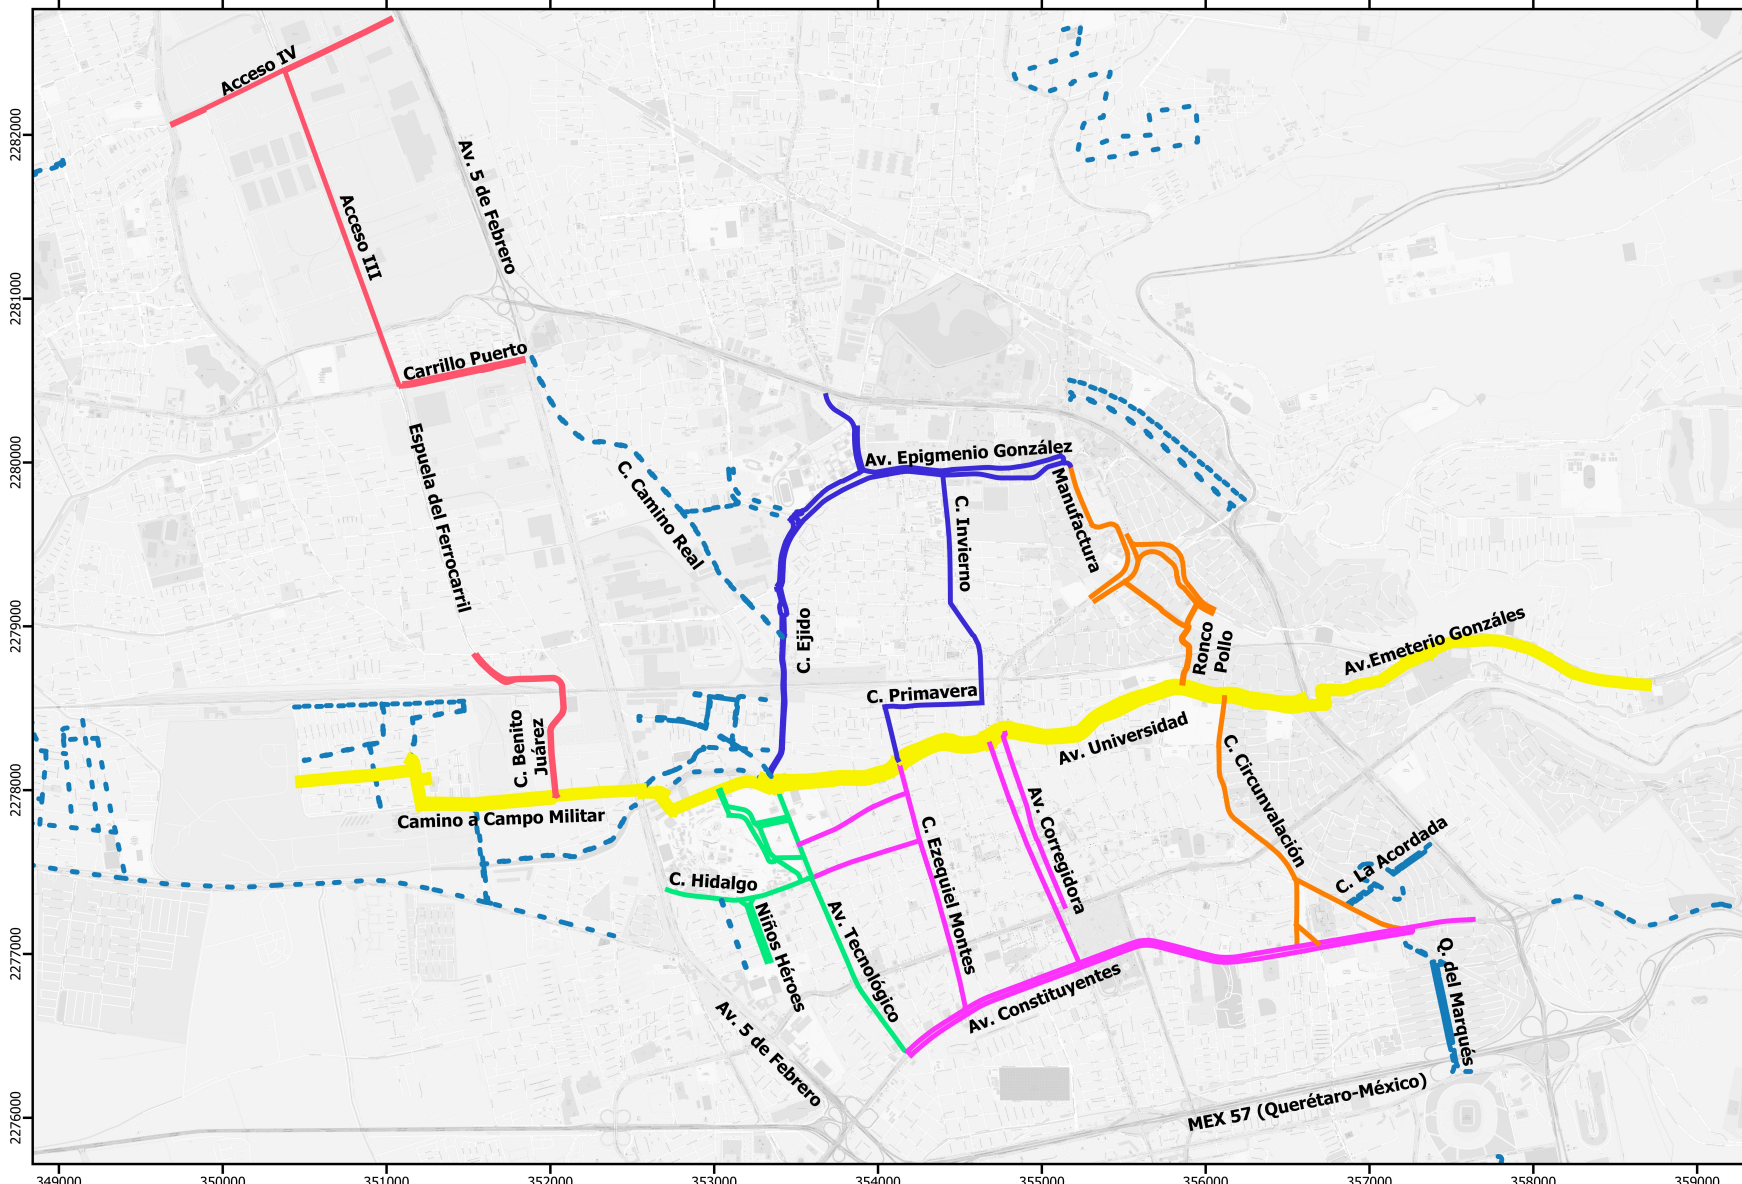 Acceso IV
Av. 5 de Febrero
Acceso III
Carrillo Puerto
Espuela del Ferrocarril
C. Camino Real
Av. Epigmenio González
C. Invierno
Manufactura
C. Ejido
Ronco
Pollo
Av.Emeterio Gonzáles
C. Primavera
C. Benito
Juárez
Av. Universidad
Camino a Campo Militar
C. Circunvalación
Av. Corregidora
C. Ezequiel Montes
C. La Acordada
C. Hidalgo
Niños Héroes
Av. Tecnológico
Av. Constituyentes
Q. del Marqués
Av. 5 de Febrero
MEX 57 (Querétaro-México)
2282000
2281000
2280000
2279000
2278000
2277000
2276000
349000
350000
351000
352000
353000
354000
355000
356000
357000
358000
359000